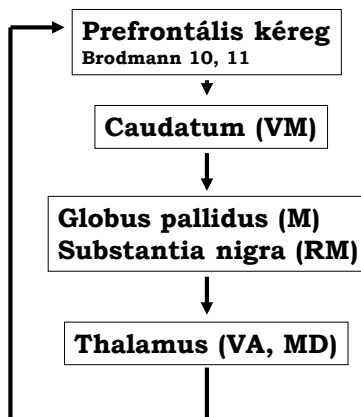 Prefrontális kéreg
Brodmann 10, 11
Caudatum (VM)
Globus pallidus (M)
Substantia nigra (RM)
Thalamus (VA, MD)